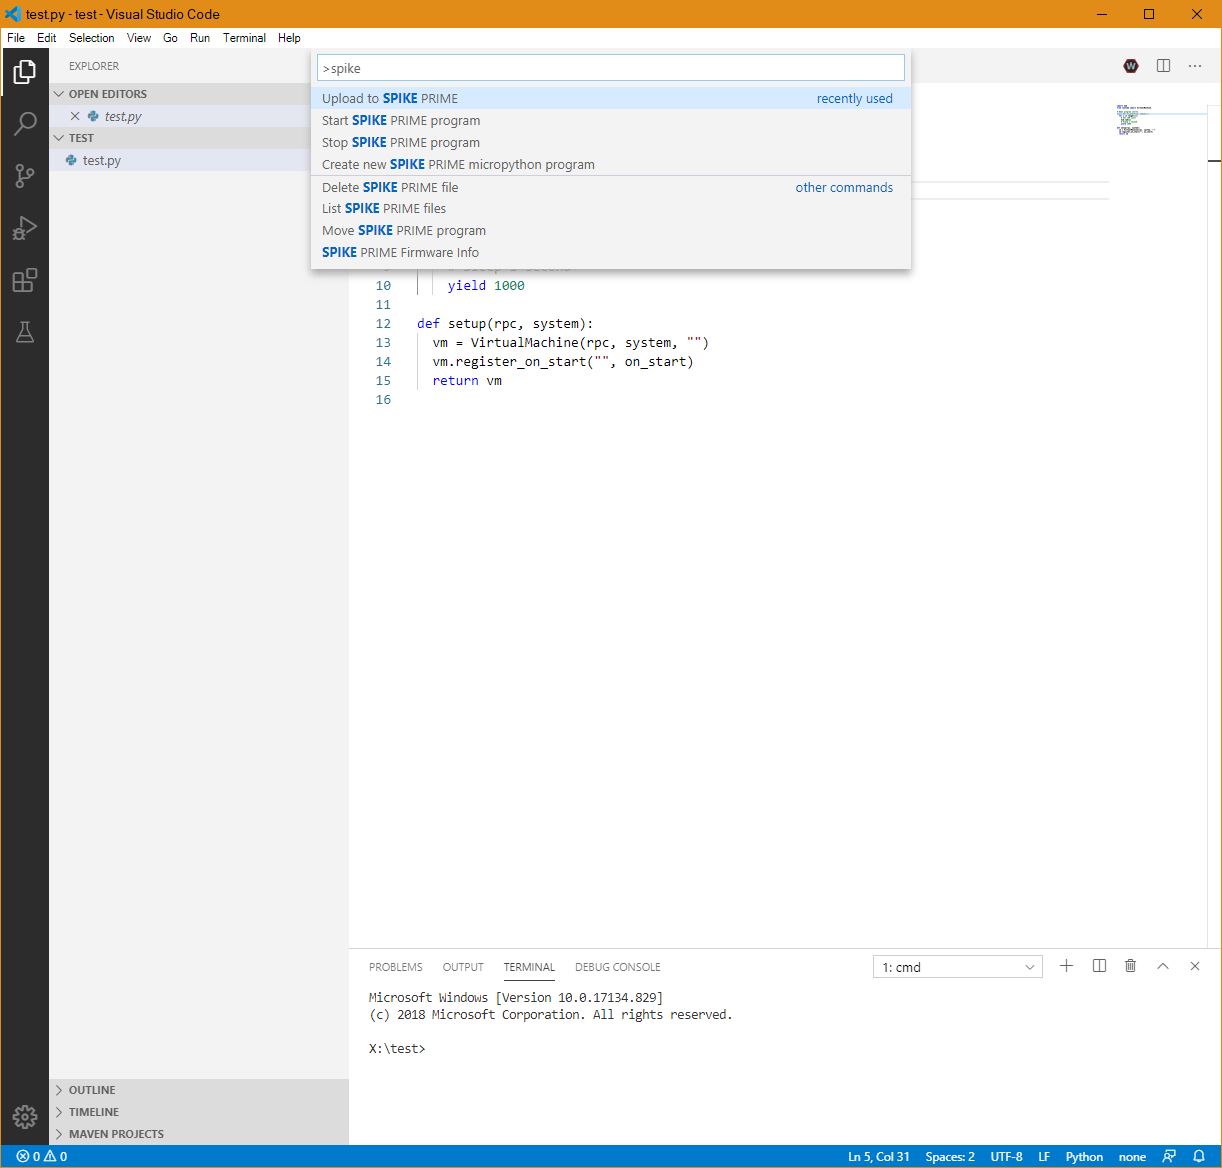 test.py - test - Visual Studio Code
File Edit Selection View Go Run Terminal Help
EXPLORER
OPEN EDITORS
test.py
TEST
test.py
>spike
Upload to SPIKE PRIME recently used
Start SPIKE PRIME program
Stop SPIKE PRIME program
Create new SPIKE PRIME micropython program
Delete SPIKE PRIME file other commands
List SPIKE PRIME files
Move SPIKE PRIME program
SPIKE PRIME Firmware Info
10 yield 1000
11
12 def setup(rpc, system):
13 vm = VirtualMachine(rpc, system, "")
14 vm.register_on_start("", on_start)
15 return vm
16
PROBLEMS OUTPUT TERMINAL DEBUG CONSOLE 1: cmd
Microsoft Windows [Version 10.0.17134.829]
(c) 2018 Microsoft Corporation. All rights reserved.
X:\test>
OUTLINE
TIMELINE
MAVEN PROJECTS
0 0 Ln 5, Col 31 Spaces: 2 UTF-8 LF Python none